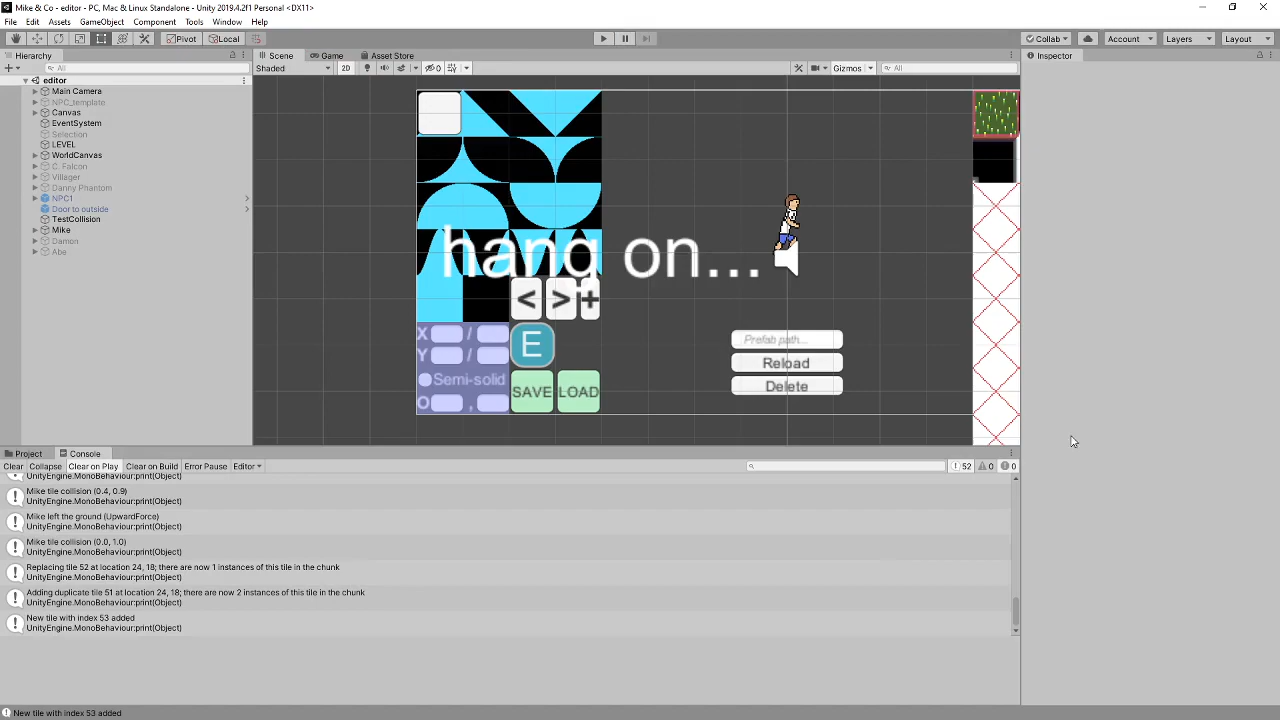 Mike & Co - editor - PC, Mac & Linux Standalone - Unity 2019.4.2f1 Personal <DX11>
File Edit Assets GameObject Component Tools Window Help
Pivot Local Collab Account Layers Layout
Hierarchy Scene Game Asset Store Inspector
All Shaded 2D 0 Gizmos All
editor
Main Camera
NPC_template
Canvas
EventSystem
Selection
LEVEL
WorldCanvas
C. Falcon
Villager
Danny Phantom
NPC1
Door to outside
TestCollision
Mike
Damon
Abe
hang on...
< > +
X / E
Y /
Semi-solid
O , SAVE LOAD
Prefab path...
Reload
Delete
Project Console
Clear Collapse Clear on Play Clear on Build Error Pause Editor 52 0 0
UnityEngine.MonoBehaviour:print(Object)
Mike tile collision (0.4, 0.9)
UnityEngine.MonoBehaviour:print(Object)
Mike left the ground (UpwardForce)
UnityEngine.MonoBehaviour:print(Object)
Mike tile collision (0.0, 1.0)
UnityEngine.MonoBehaviour:print(Object)
Replacing tile 52 at location 24, 18; there are now 1 instances of this tile in the chunk
UnityEngine.MonoBehaviour:print(Object)
Adding duplicate tile 51 at location 24, 18; there are now 2 instances of this tile in the chunk
UnityEngine.MonoBehaviour:print(Object)
New tile with index 53 added
UnityEngine.MonoBehaviour:print(Object)
New tile with index 53 added